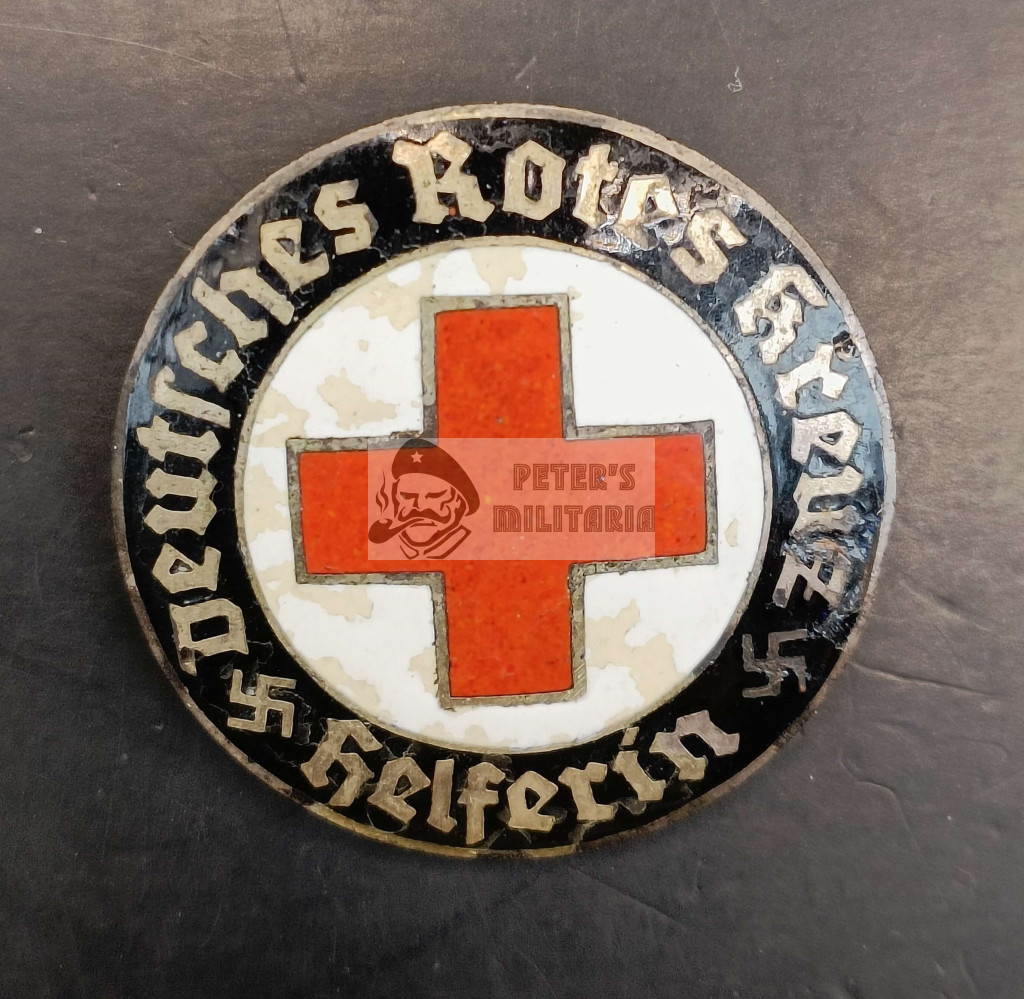 Deutsches Rotes Kreuz
Helferin
PETER'S
MILITARIA